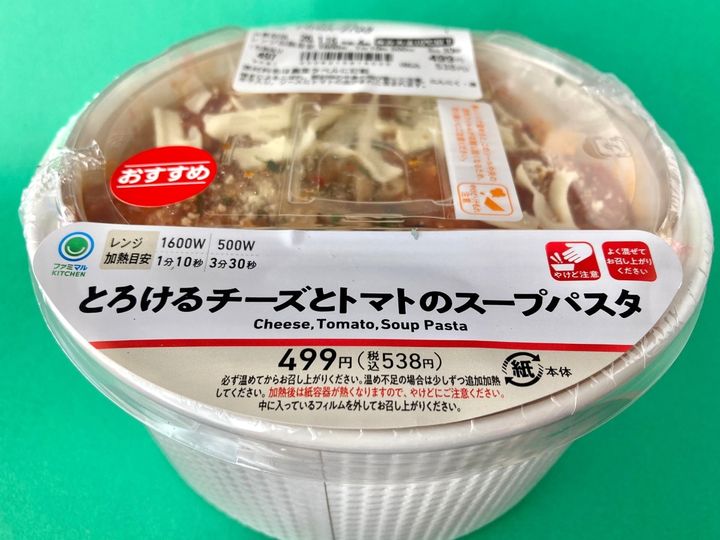 499円
538円
おすすめ
ファミマル
KITCHEN
レンジ
加熱目安
1600W 500W
1分10秒 3分30秒
やけど注意
よく混ぜて
お召し上がり
ください
とろけるチーズとトマトのスープパスタ
Cheese,Tomato,Soup Pasta
499円(税込538円)
紙 本体
必ず温めてからお召し上がりください。温め不足の場合は少しずつ追加加熱
してください。加熱後は紙容器が熱くなりますので、やけどにご注意ください。
中に入っているフィルムを外してお召し上がりください。